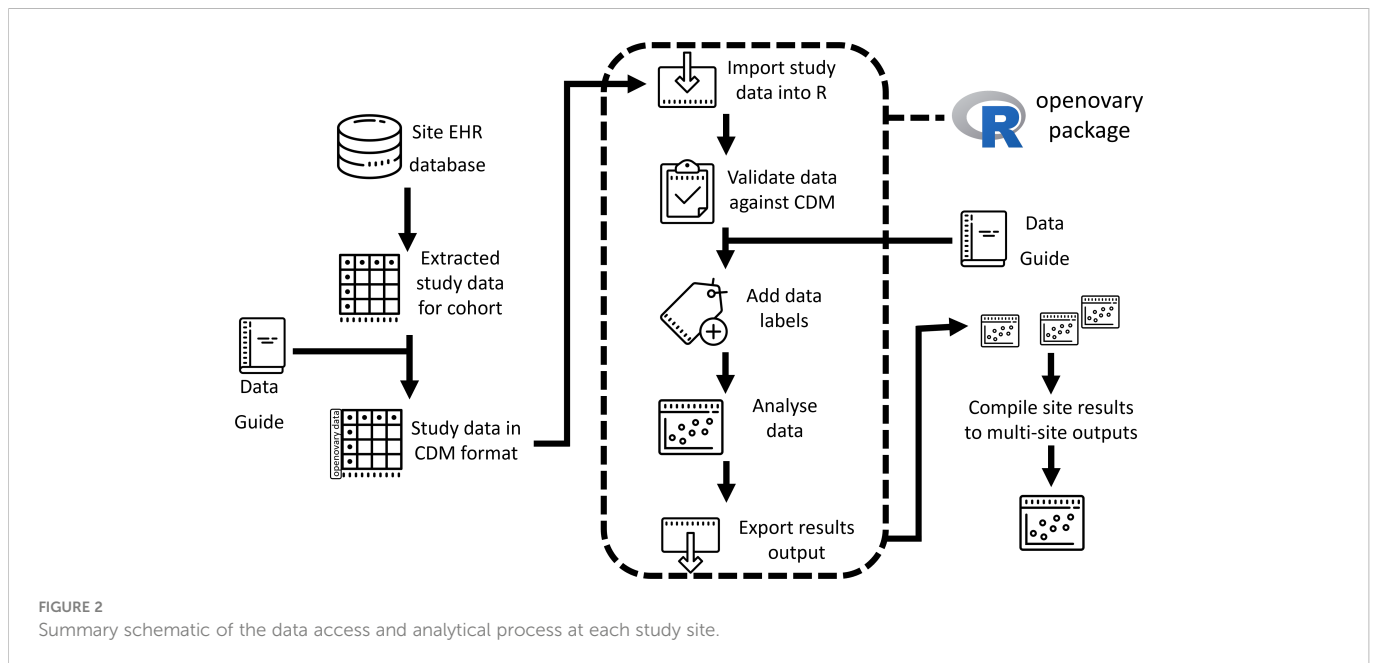 Site EHR
database
Extracted
study data
for cohort
Data
Guide
openovary data
Study data in
CDM format
Import study
data into R
Validate data
against CDM
Add data
labels
Analyse
data
Export results
output
R
openovary
package
Data
Guide
Compile site results
to multi-site outputs
FIGURE 2
Summary schematic of the data access and analytical process at each study site.